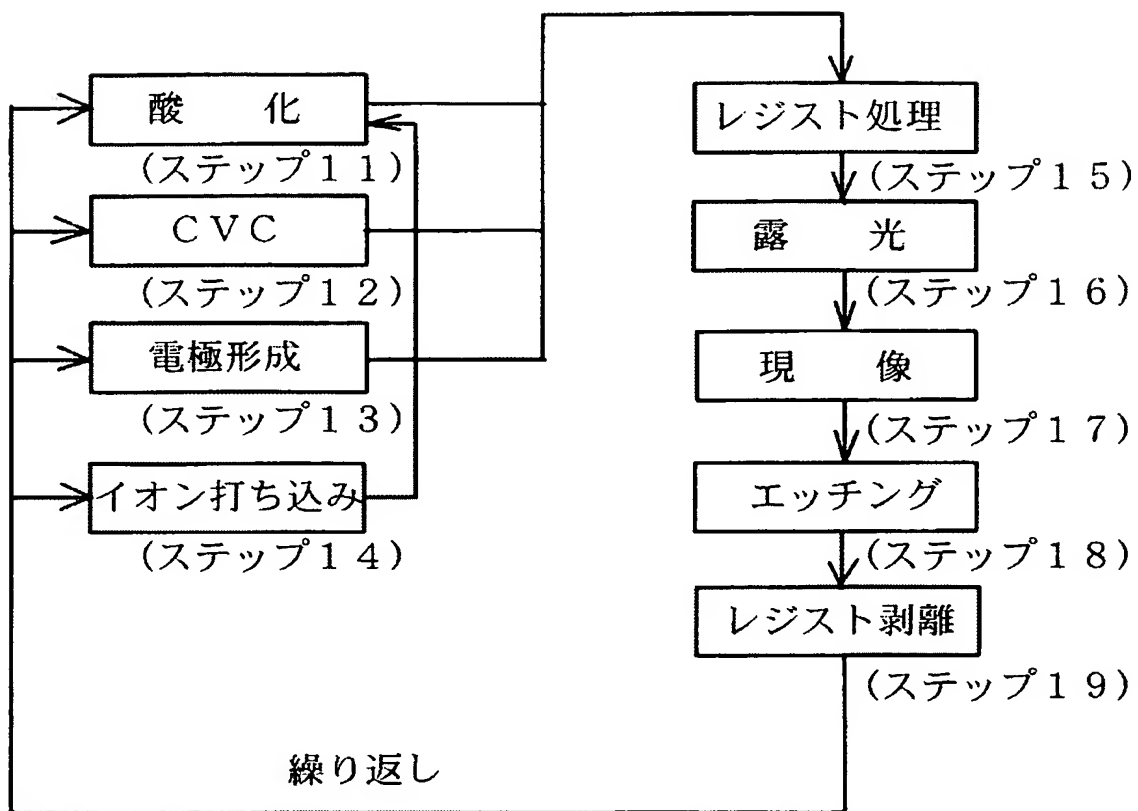 酸　　化
(ステップ１１)
ＣＶＣ
(ステップ１２)
電極形成
(ステップ１３)
イオン打ち込み
(ステップ１４)
レジスト処理
(ステップ１５)
露　　光
(ステップ１６)
現　　像
(ステップ１７)
エッチング
(ステップ１８)
レジスト剥離
(ステップ１９)
繰り返し